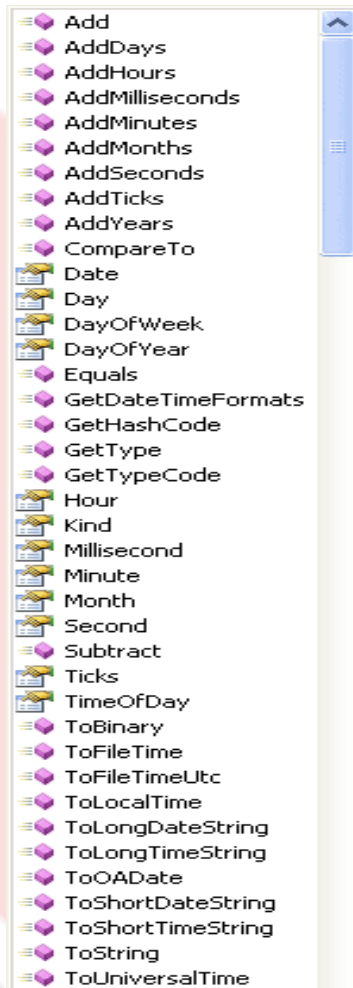 Add
AddDays
AddHours
AddMilliseconds
AddMinutes
AddMonths
AddSeconds
AddTicks
AddYears
CompareTo
Date
Day
DayOfWeek
DayOfYear
Equals
GetDateTimeFormats
GetHashCode
GetType
GetTypeCode
Hour
Kind
Millisecond
Minute
Month
Second
Subtract
Ticks
TimeOfDay
ToBinary
ToFileTime
ToFileTimeUtc
ToLocalTime
ToLongDateString
ToLongTimeString
ToOADate
ToShortDateString
ToShortTimeString
ToString
ToUniversalTime